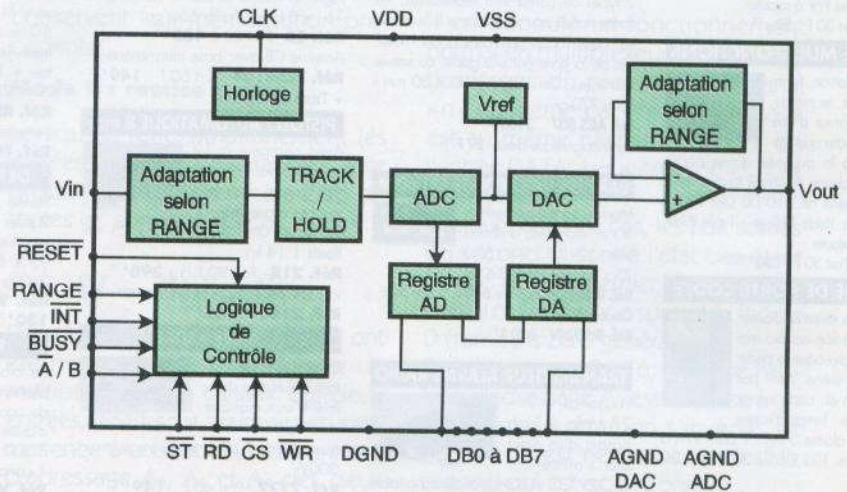 CLK
VDD
VSS
Horloge
Vref
Adaptation
selon
RANGE
Vin
Adaptation
selon
RANGE
TRACK
/
HOLD
ADC
DAC
-
+
Vout
RESET
RANGE
INT
BUSY
A / B
Logique
de
Contrôle
Registre
AD
Registre
DA
ST
RD
CS
WR
DGND
DB0 à DB7
AGND
DAC
AGND
ADC